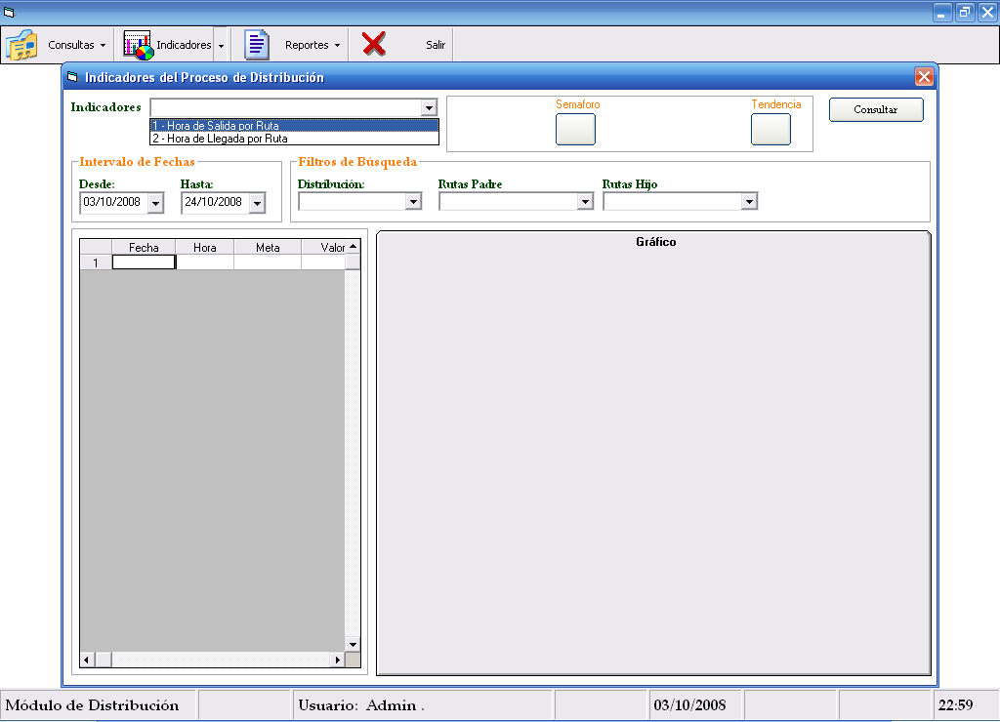 Consultas
Indicadores
Reportes
Salir
Indicadores del Proceso de Distribución
Indicadores
1 - Hora de Salida por Ruta
2 - Hora de Llegada por Ruta
Semaforo
Tendencia
Consultar
Intervalo de Fechas
Desde:
Hasta:
03/10/2008
24/10/2008
Filtros de Búsqueda
Distribución:
Rutas Padre
Rutas Hijo
Fecha Hora Meta Valor
1
Gráfico
Módulo de Distribución
Usuario: Admin .
03/10/2008
22:59